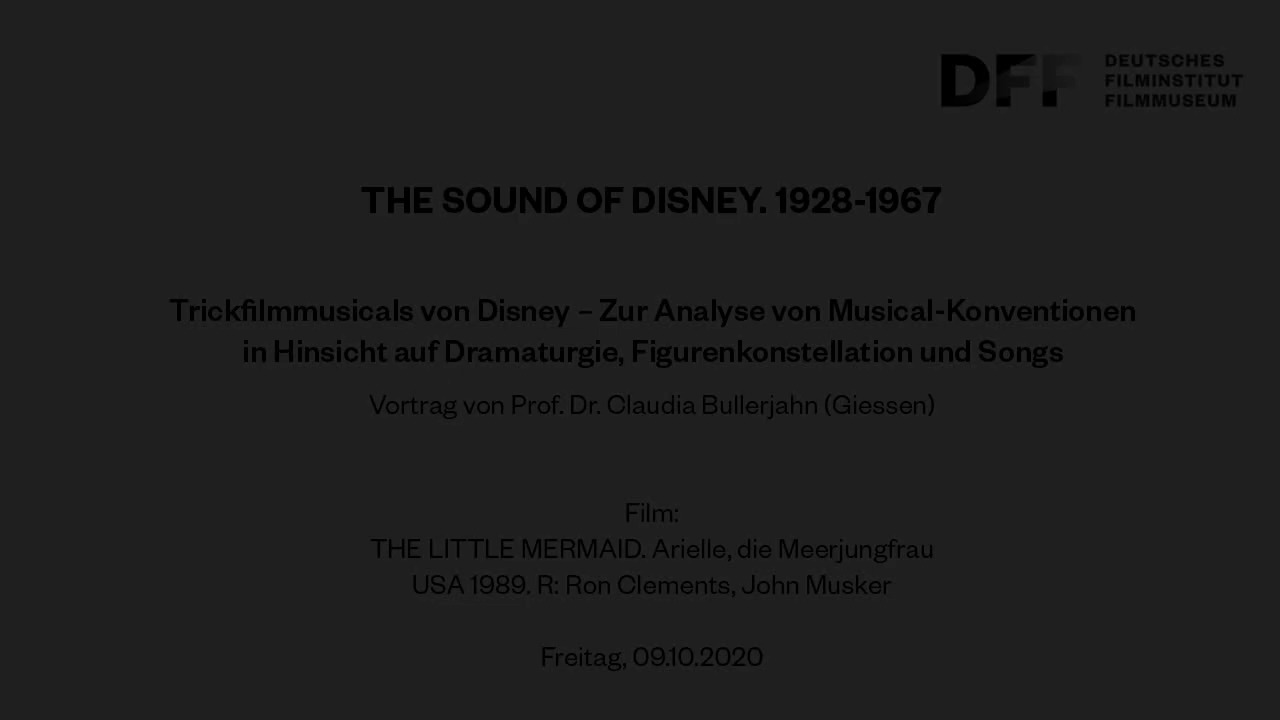 DFF
DEUTSCHES
FILMINSTITUT
FILMMUSEUM
THE SOUND OF DISNEY. 1928-1967
Trickfilmmusicals von Disney – Zur Analyse von Musical-Konventionen
in Hinsicht auf Dramaturgie, Figurenkonstellation und Songs
Vortrag von Prof. Dr. Claudia Bullerjahn (Giessen)
Film:
THE LITTLE MERMAID. Arielle, die Meerjungfrau
USA 1989. R: Ron Clements, John Musker
Freitag, 09.10.2020